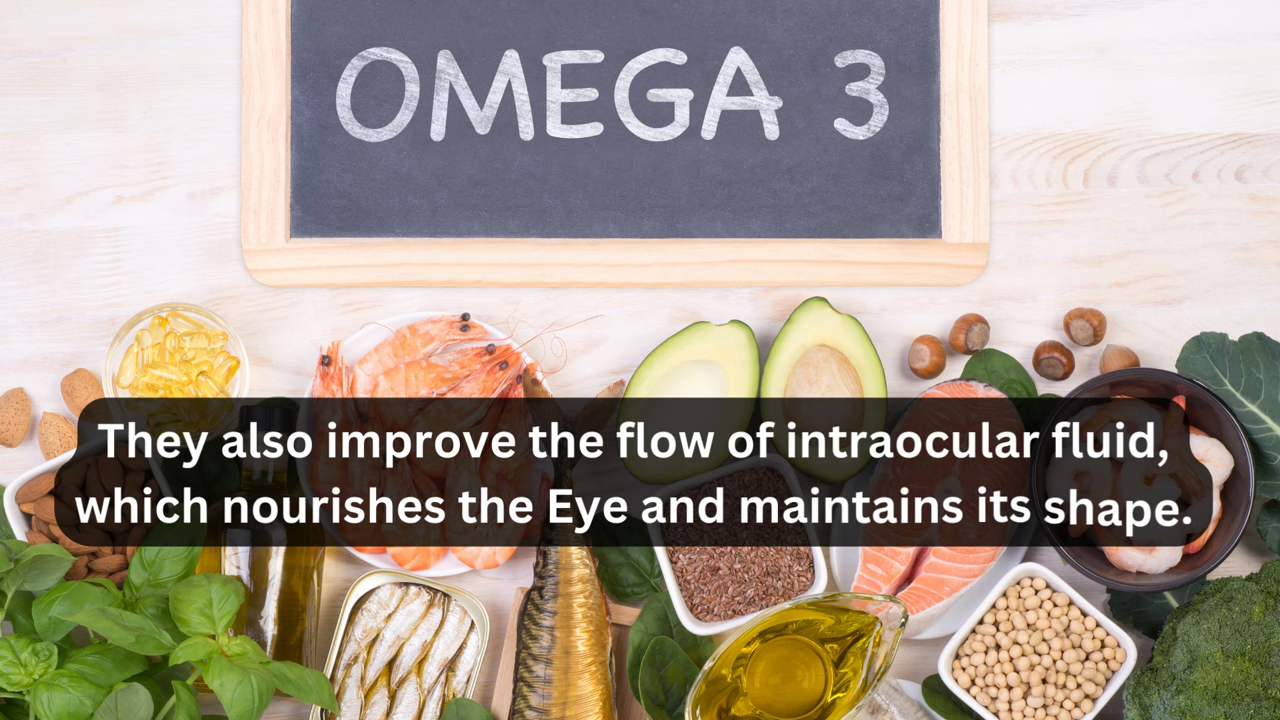 OMEGA 3
They also improve the flow of intraocular fluid,
which nourishes the Eye and maintains its shape.